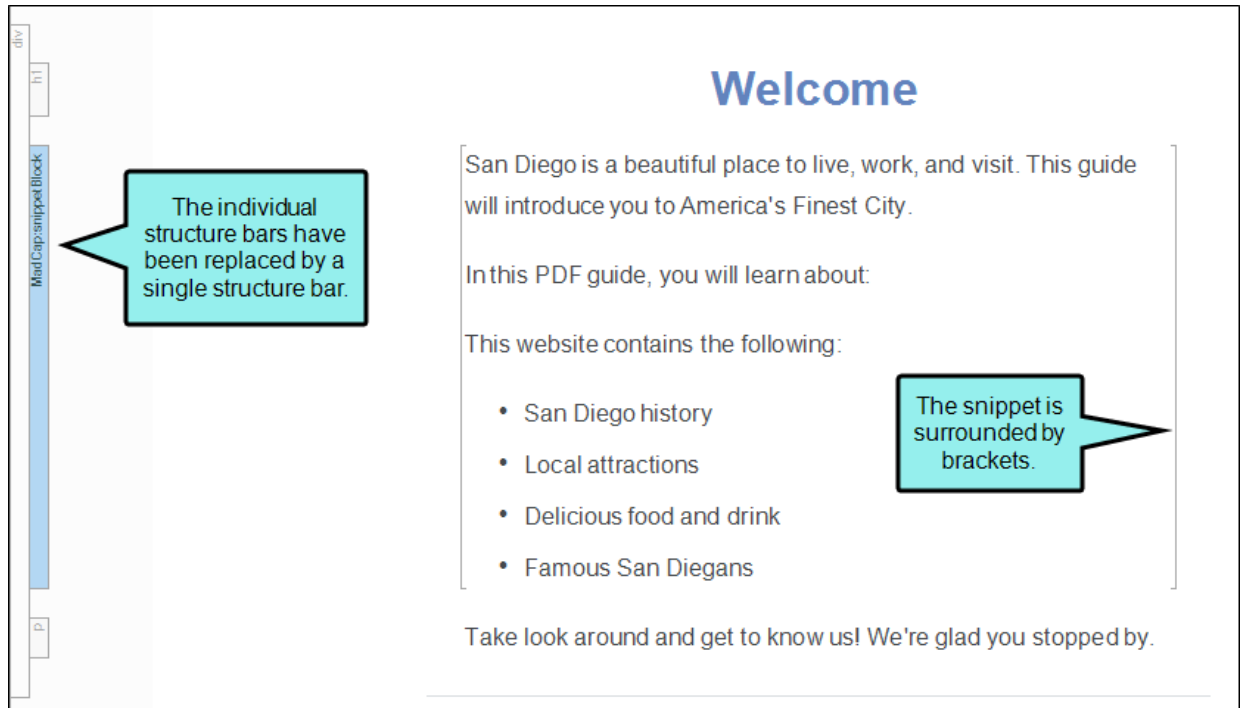 div
h1
Welcome
MadCap:snippetBlock
San Diego is a beautiful place to live, work, and visit. This guide
will introduce you to America's Finest City.
The individual
structure bars have
been replaced by a
single structure bar.
In this PDF guide, you will learn about:
This website contains the following:
• San Diego history
• Local attractions
• Delicious food and drink
• Famous San Diegans
The snippet is
surrounded by
brackets.
p
Take look around and get to know us! We're glad you stopped by.